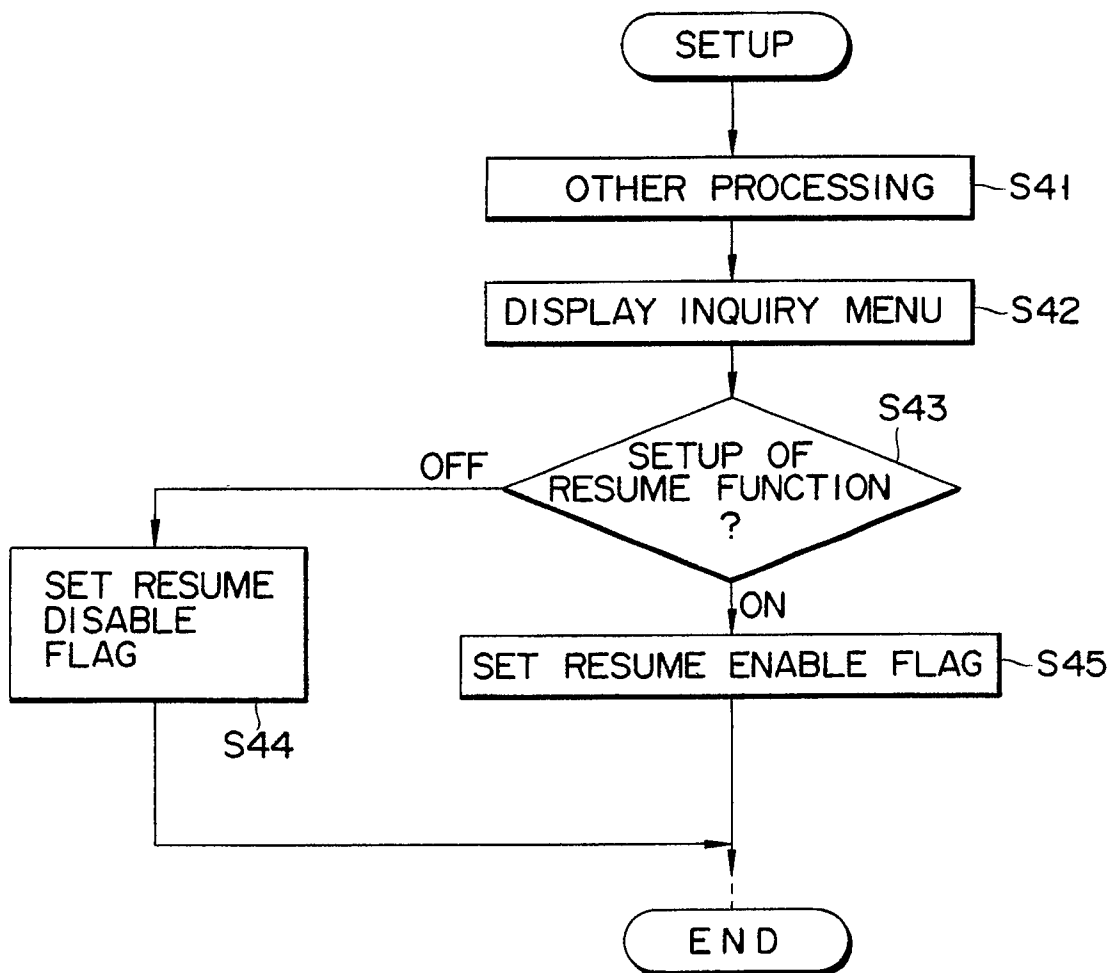 SETUP
OTHER PROCESSING
S41
DISPLAY INQUIRY MENU
S42
S43
SETUP OF
RESUME FUNCTION
?
OFF
ON
SET RESUME
DISABLE
FLAG
S44
SET RESUME ENABLE FLAG
S45
END